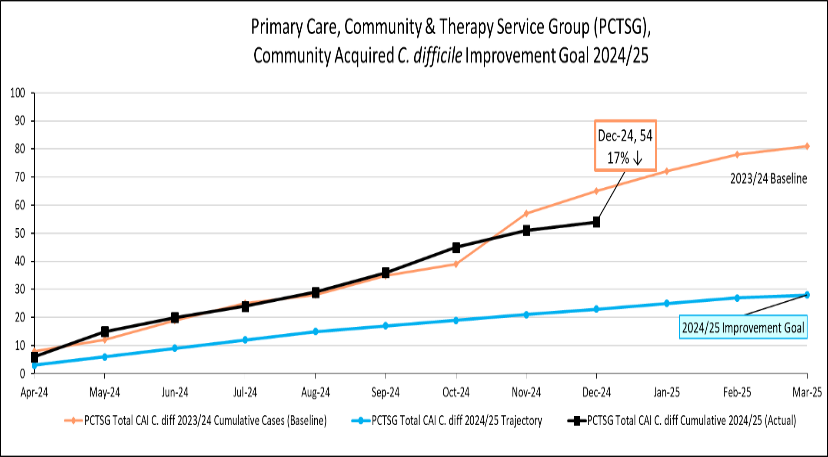 Primary Care, Community & Therapy Service Group (PCTSG),
Community Acquired C. difficile Improvement Goal 2024/25
100
90
80
70
60
50
40
30
20
10
0
Dec-24, 54
17% ↓
2023/24 Baseline
2024/25 Improvement Goal
Apr-24 May-24 Jun-24 Jul-24 Aug-24 Sep-24 Oct-24 Nov-24 Dec-24 Jan-25 Feb-25 Mar-25
PCTSG Total CAI C. diff 2023/24 Cumulative Cases (Baseline) PCTSG Total CAI C. diff 2024/25 Trajectory PCTSG Total CAI C. diff Cumulative 2024/25 (Actual)